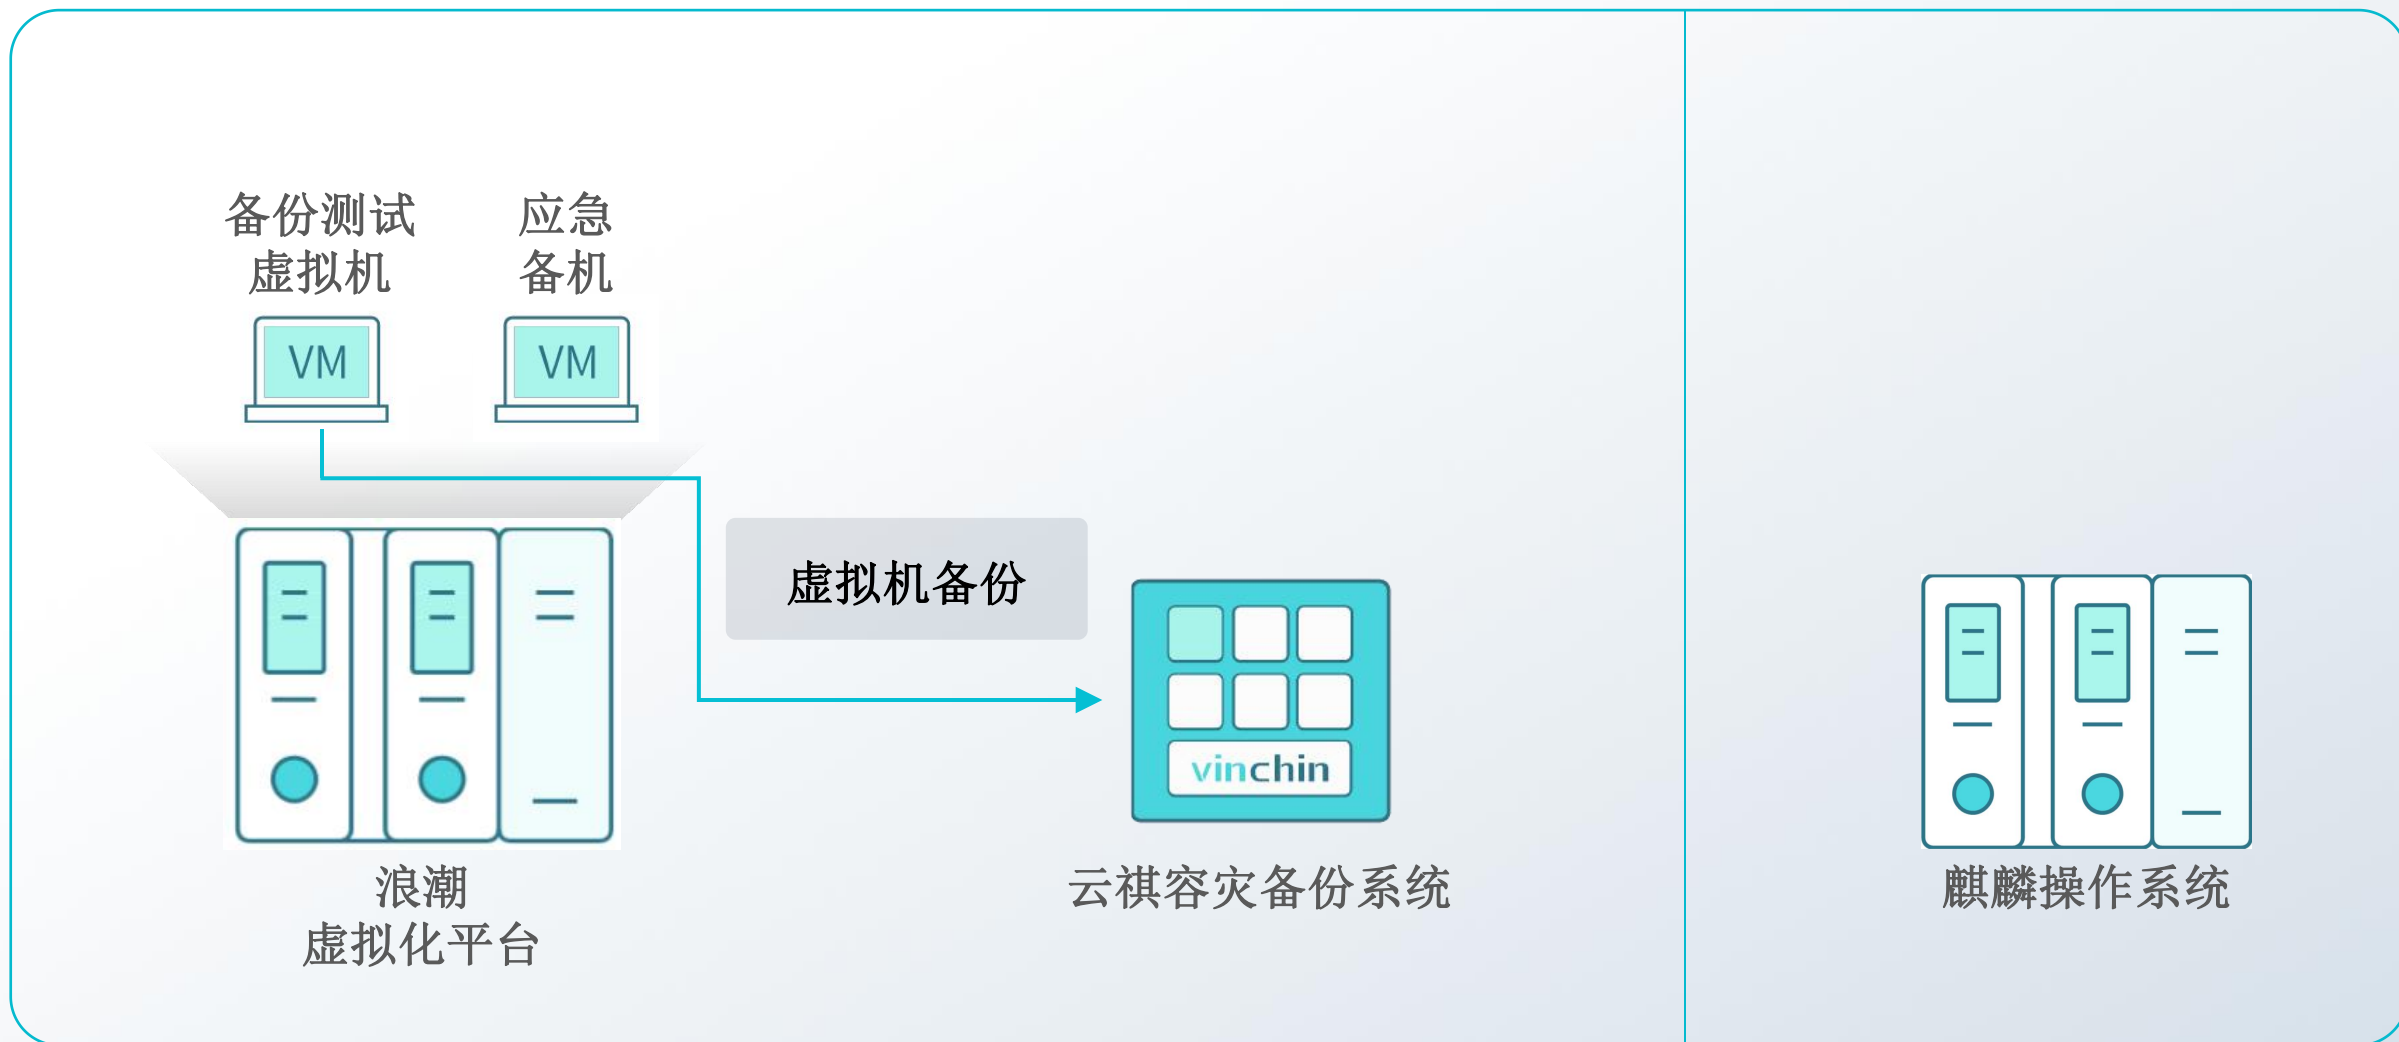 备份测试
虚拟机
应急
备机
VM
VM
虚拟机备份
vinchin
浪潮
虚拟化平台
云祺容灾备份系统
麒麟操作系统